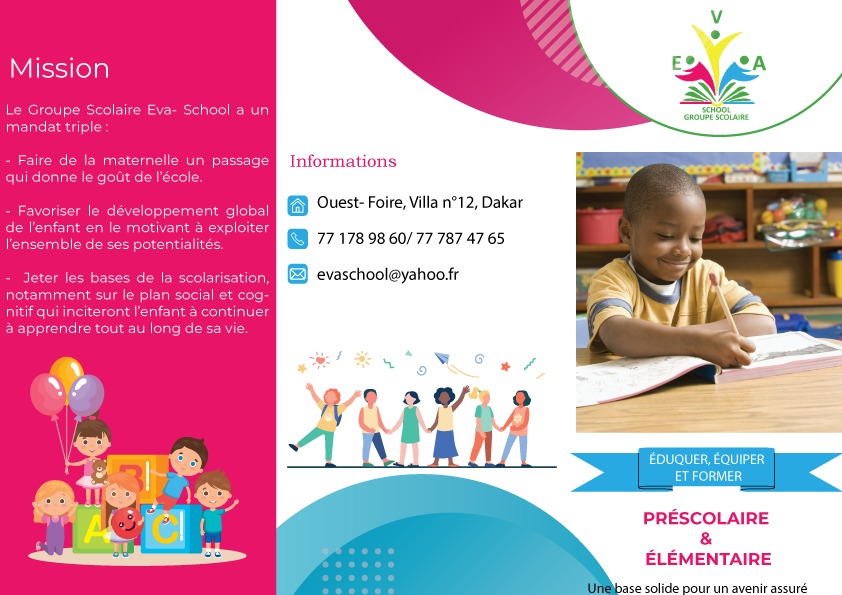 Mission
Le Groupe Scolaire Eva- School a un
mandat triple :
- Faire de la maternelle un passage
qui donne le goût de l'école.
- Favoriser le développement global
de l'enfant en le motivant à exploiter
l'ensemble de ses potentialités.
- Jeter les bases de la scolarisation,
notamment sur le plan social et cog-
nitif qui inciteront l'enfant à continuer
à apprendre tout au long de sa vie.
B!
A
C!
Informations
Ouest- Foire, Villa n°12, Dakar
77 178 98 60/ 77 787 47 65
evaschool@yahoo.fr
E V A
SCHOOL
GROUPE SCOLAIRE
ÉDUQUER, ÉQUIPER
ET FORMER
PRÉSCOLAIRE
&
ÉLÉMENTAIRE
Une base solide pour un avenir assuré